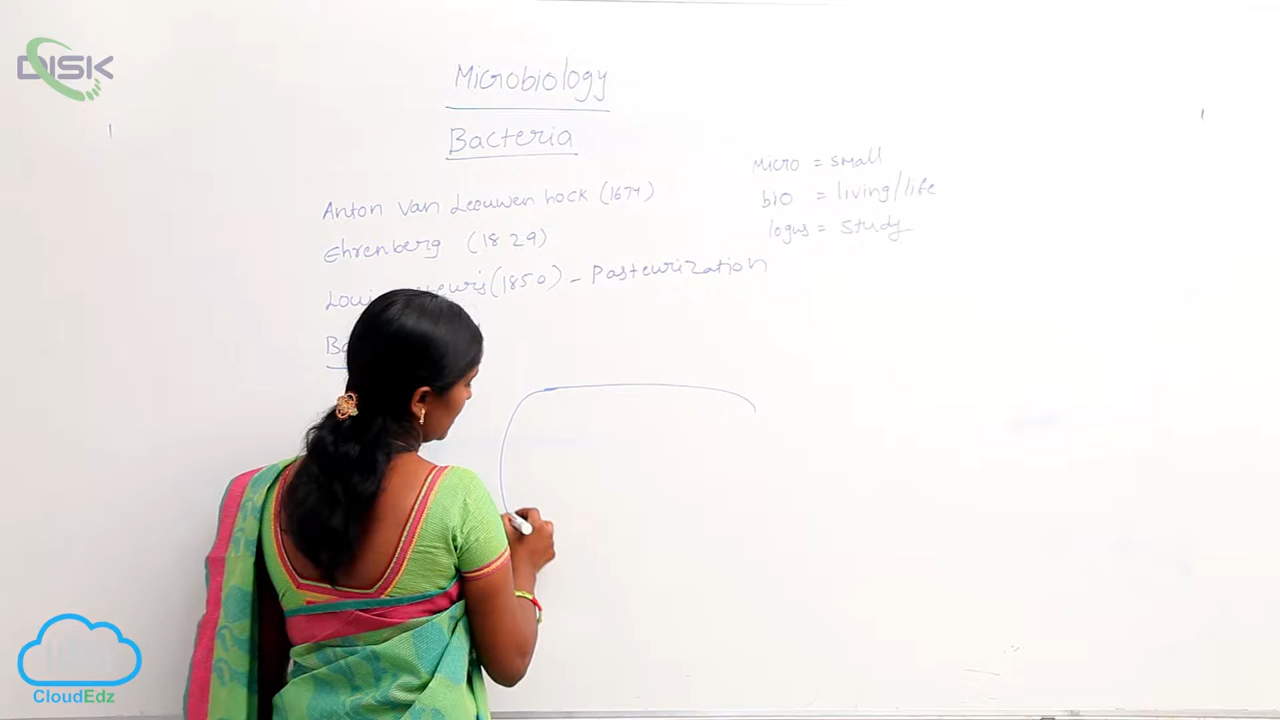 DISK
Microbiology
Bacteria
Micro = small
bio = living/life
logus = study
Anton Van Leeuwen hock (1674)
Ehrenberg (1829)
(1850) - Pasteurization
CloudEdz